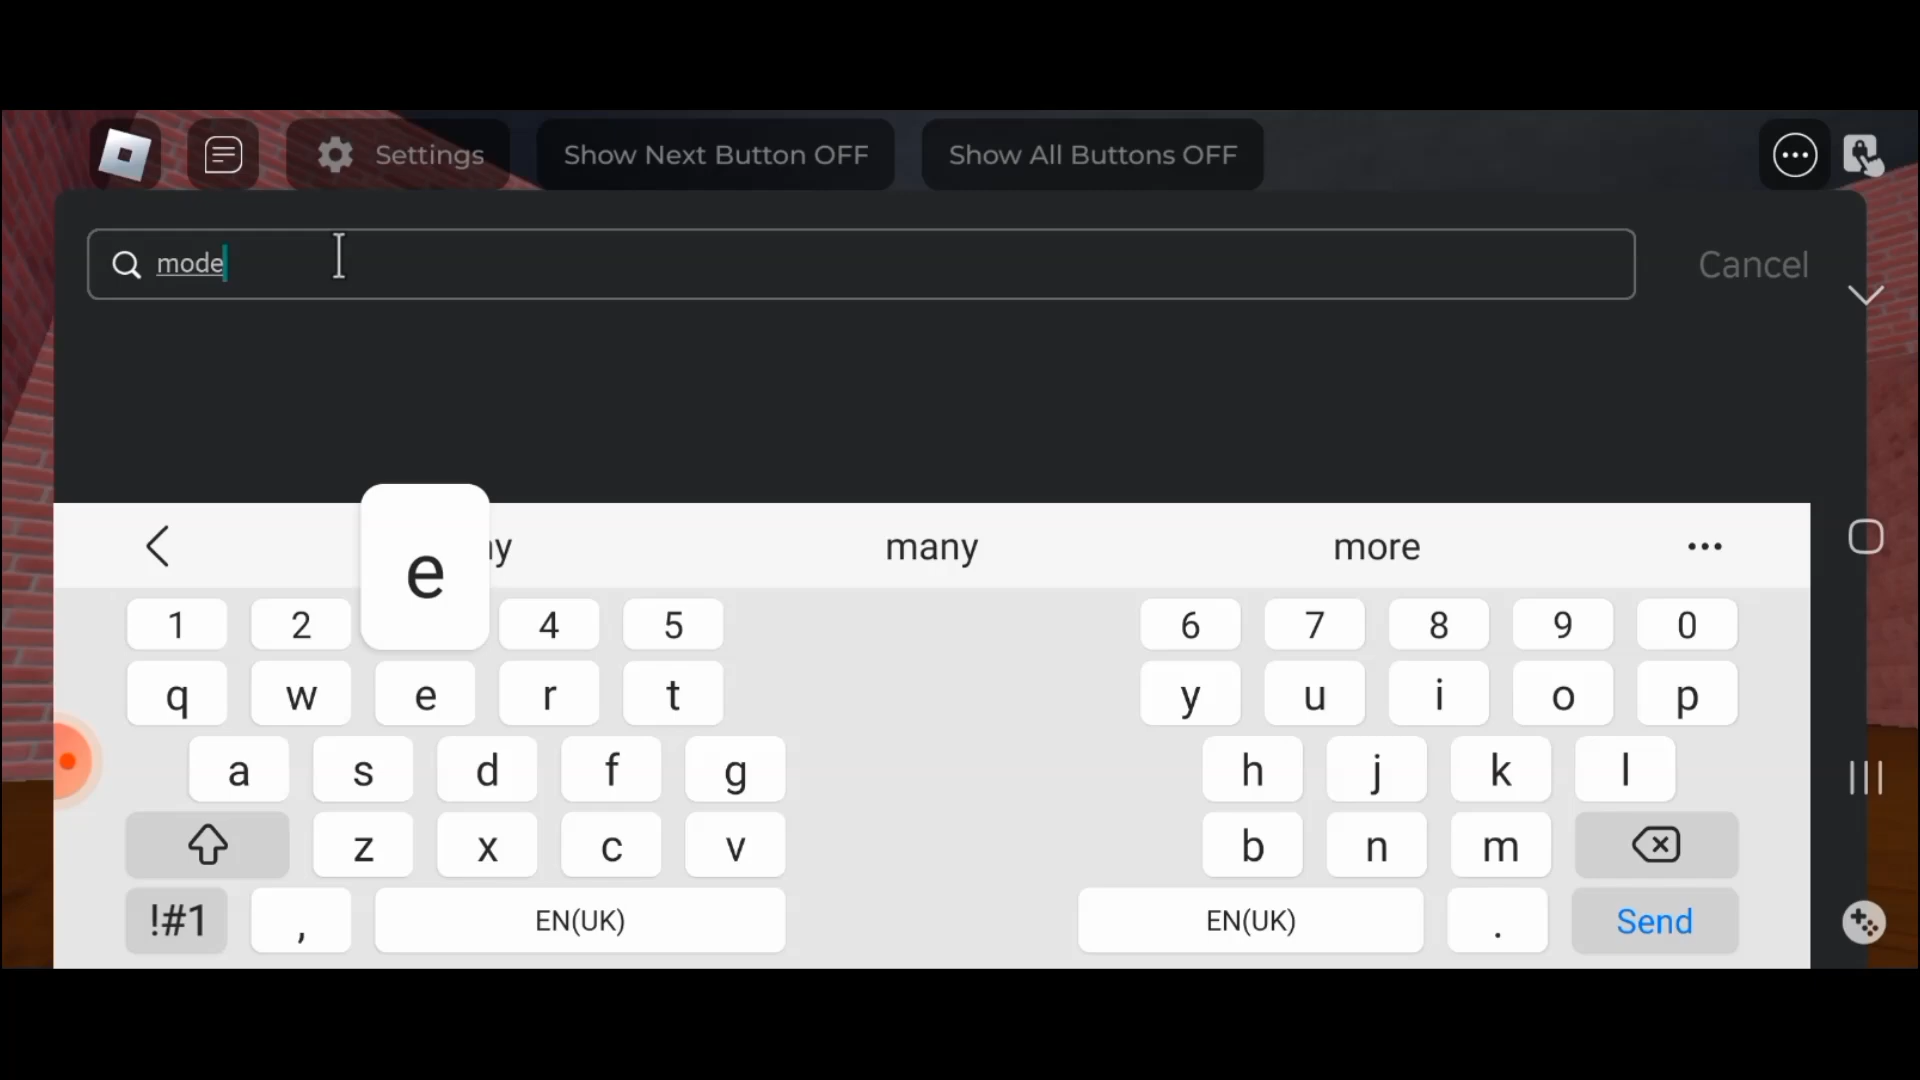 Settings
Show Next Button OFF
Show All Buttons OFF
mode
Cancel
many
more
e
1 2 4 5 6 7 8 9 0
q w e r t y u i o p
a s d f g h j k l
z x c v b n m
!#1 , EN(UK) EN(UK) . Send